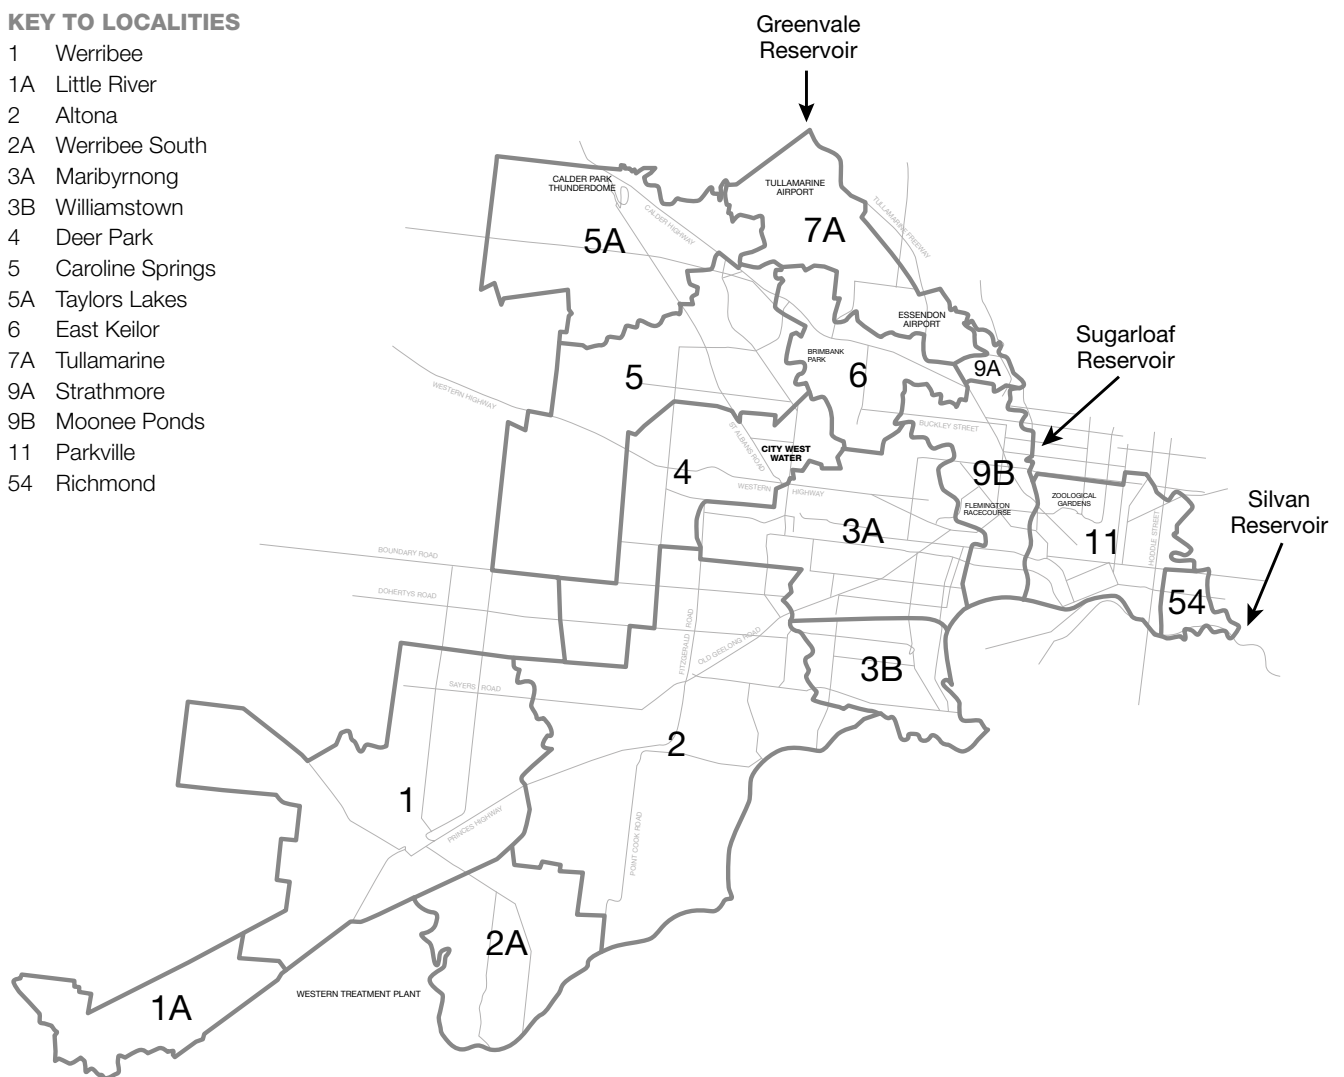 KEY TO LOCALITIES
1 Werribee
1A Little River
2 Altona
2A Werribee South
3A Maribyrnong
3B Williamstown
4 Deer Park
5 Caroline Springs
5A Taylors Lakes
6 East Keilor
7A Tullamarine
9A Strathmore
9B Moonee Ponds
11 Parkville
54 Richmond
Greenvale
Reservoir
CALDER PARK
THUNDERDOME
TULLAMARINE
AIRPORT
CALDER HIGHWAY
TULLAMARINE FREEWAY
5A
7A
ESSENDON
AIRPORT
Sugarloaf
Reservoir
BRIMBANK
PARK
5
6
9A
WESTERN HIGHWAY
BUCKLEY STREET
ST ALBANS ROAD
CITY WEST
WATER
4
9B
WESTERN HIGHWAY
ZOOLOGICAL
GARDENS
FLEMINGTON
RACECOURSE
Silvan
Reservoir
3A
11
HODDLE STREET
BOUNDARY ROAD
DOHERTYS ROAD
54
FITZGERALD ROAD
OLD GEELONG ROAD
3B
SAYERS ROAD
2
1
PRINCES HIGHWAY
POINT COOK ROAD
2A
WESTERN TREATMENT PLANT
1A